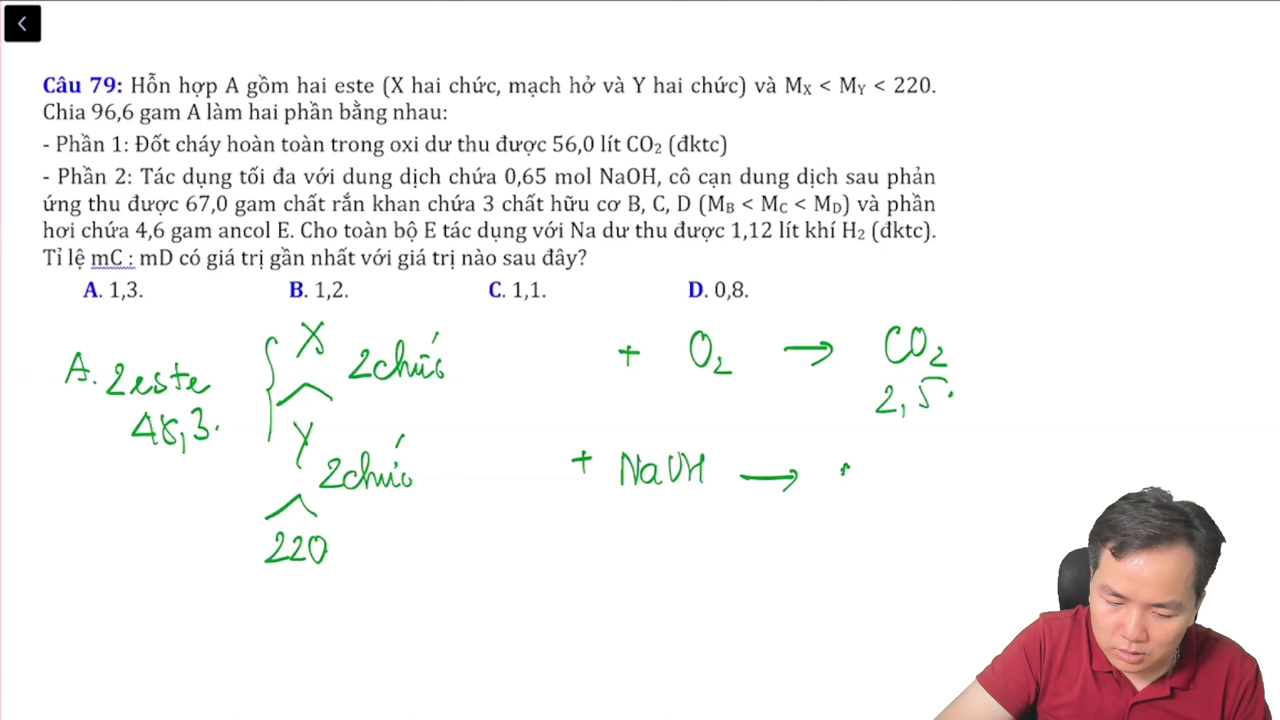 Câu 79: Hỗn hợp A gồm hai este (X hai chức, mạch hở và Y hai chức) và Mₓ < Mʏ < 220.
Chia 96,6 gam A làm hai phần bằng nhau:
- Phần 1: Đốt cháy hoàn toàn trong oxi dư thu được 56,0 lít CO₂ (đktc)
- Phần 2: Tác dụng tối đa với dung dịch chứa 0,65 mol NaOH, cô cạn dung dịch sau phản
ứng thu được 67,0 gam chất rắn khan chứa 3 chất hữu cơ B, C, D (MB < MC < MD) và phần
hơi chứa 4,6 gam ancol E. Cho toàn bộ E tác dụng với Na dư thu được 1,12 lít khí H₂ (đktc).
Tỉ lệ mC : mD có giá trị gần nhất với giá trị nào sau đây?
A. 1,3. B. 1,2. C. 1,1. D. 0,8.
A. 2este X 2chức + O₂ → CO₂
48,3. 2,5.
Y 2chức + NaOH →
220